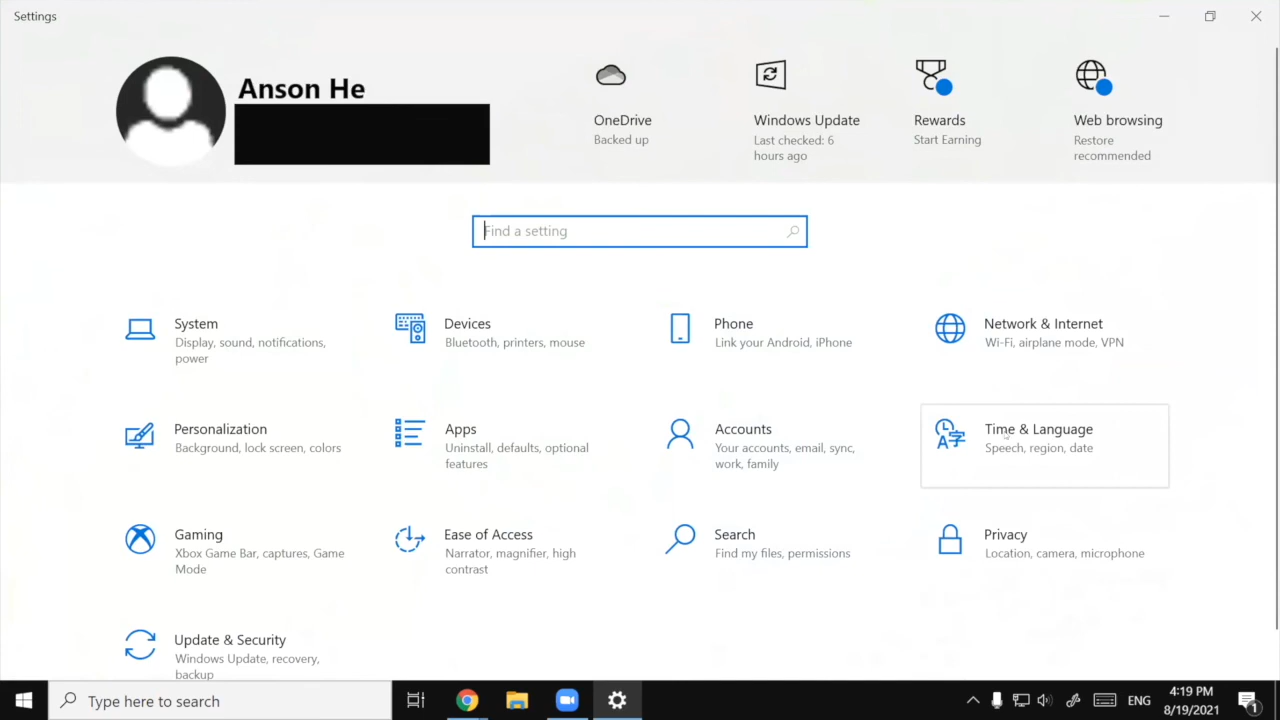 Settings
Anson He
OneDrive
Backed up
Windows Update
Last checked: 6
hours ago
Rewards
Start Earning
Web browsing
Restore
recommended
Find a setting
System
Display, sound, notifications,
power
Devices
Bluetooth, printers, mouse
Phone
Link your Android, iPhone
Network & Internet
Wi-Fi, airplane mode, VPN
Personalization
Background, lock screen, colors
Apps
Uninstall, defaults, optional
features
Accounts
Your accounts, email, sync,
work, family
Time & Language
Speech, region, date
Gaming
Xbox Game Bar, captures, Game
Mode
Ease of Access
Narrator, magnifier, high
contrast
Search
Find my files, permissions
Privacy
Location, camera, microphone
Update & Security
Windows Update, recovery,
backup
Type here to search
ENG
4:19 PM
8/19/2021
1